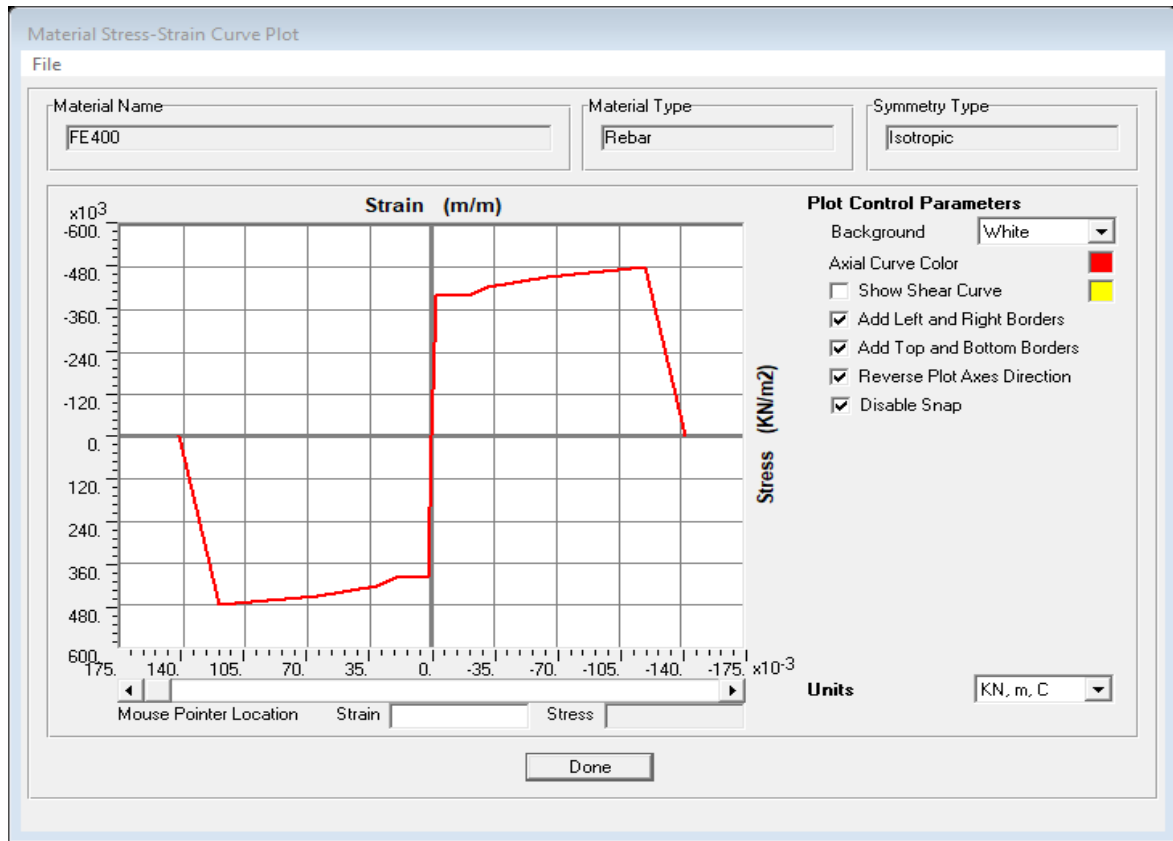 Material Stress-Strain Curve Plot
File
Material Name
FE400
Material Type
Rebar
Symmetry Type
Isotropic
Strain (m/m)
x10³
-600.
-480.
-360.
-240.
-120.
0.
120.
240.
360.
480.
600.
175. 140. 105. 70. 35. 0. -35. -70. -105. -140. -175. x10⁻³
Stress (KN/m2)
Mouse Pointer Location Strain Stress
Plot Control Parameters
Background White
Axial Curve Color
Show Shear Curve
Add Left and Right Borders
Add Top and Bottom Borders
Reverse Plot Axes Direction
Disable Snap
Units KN, m, C
Done